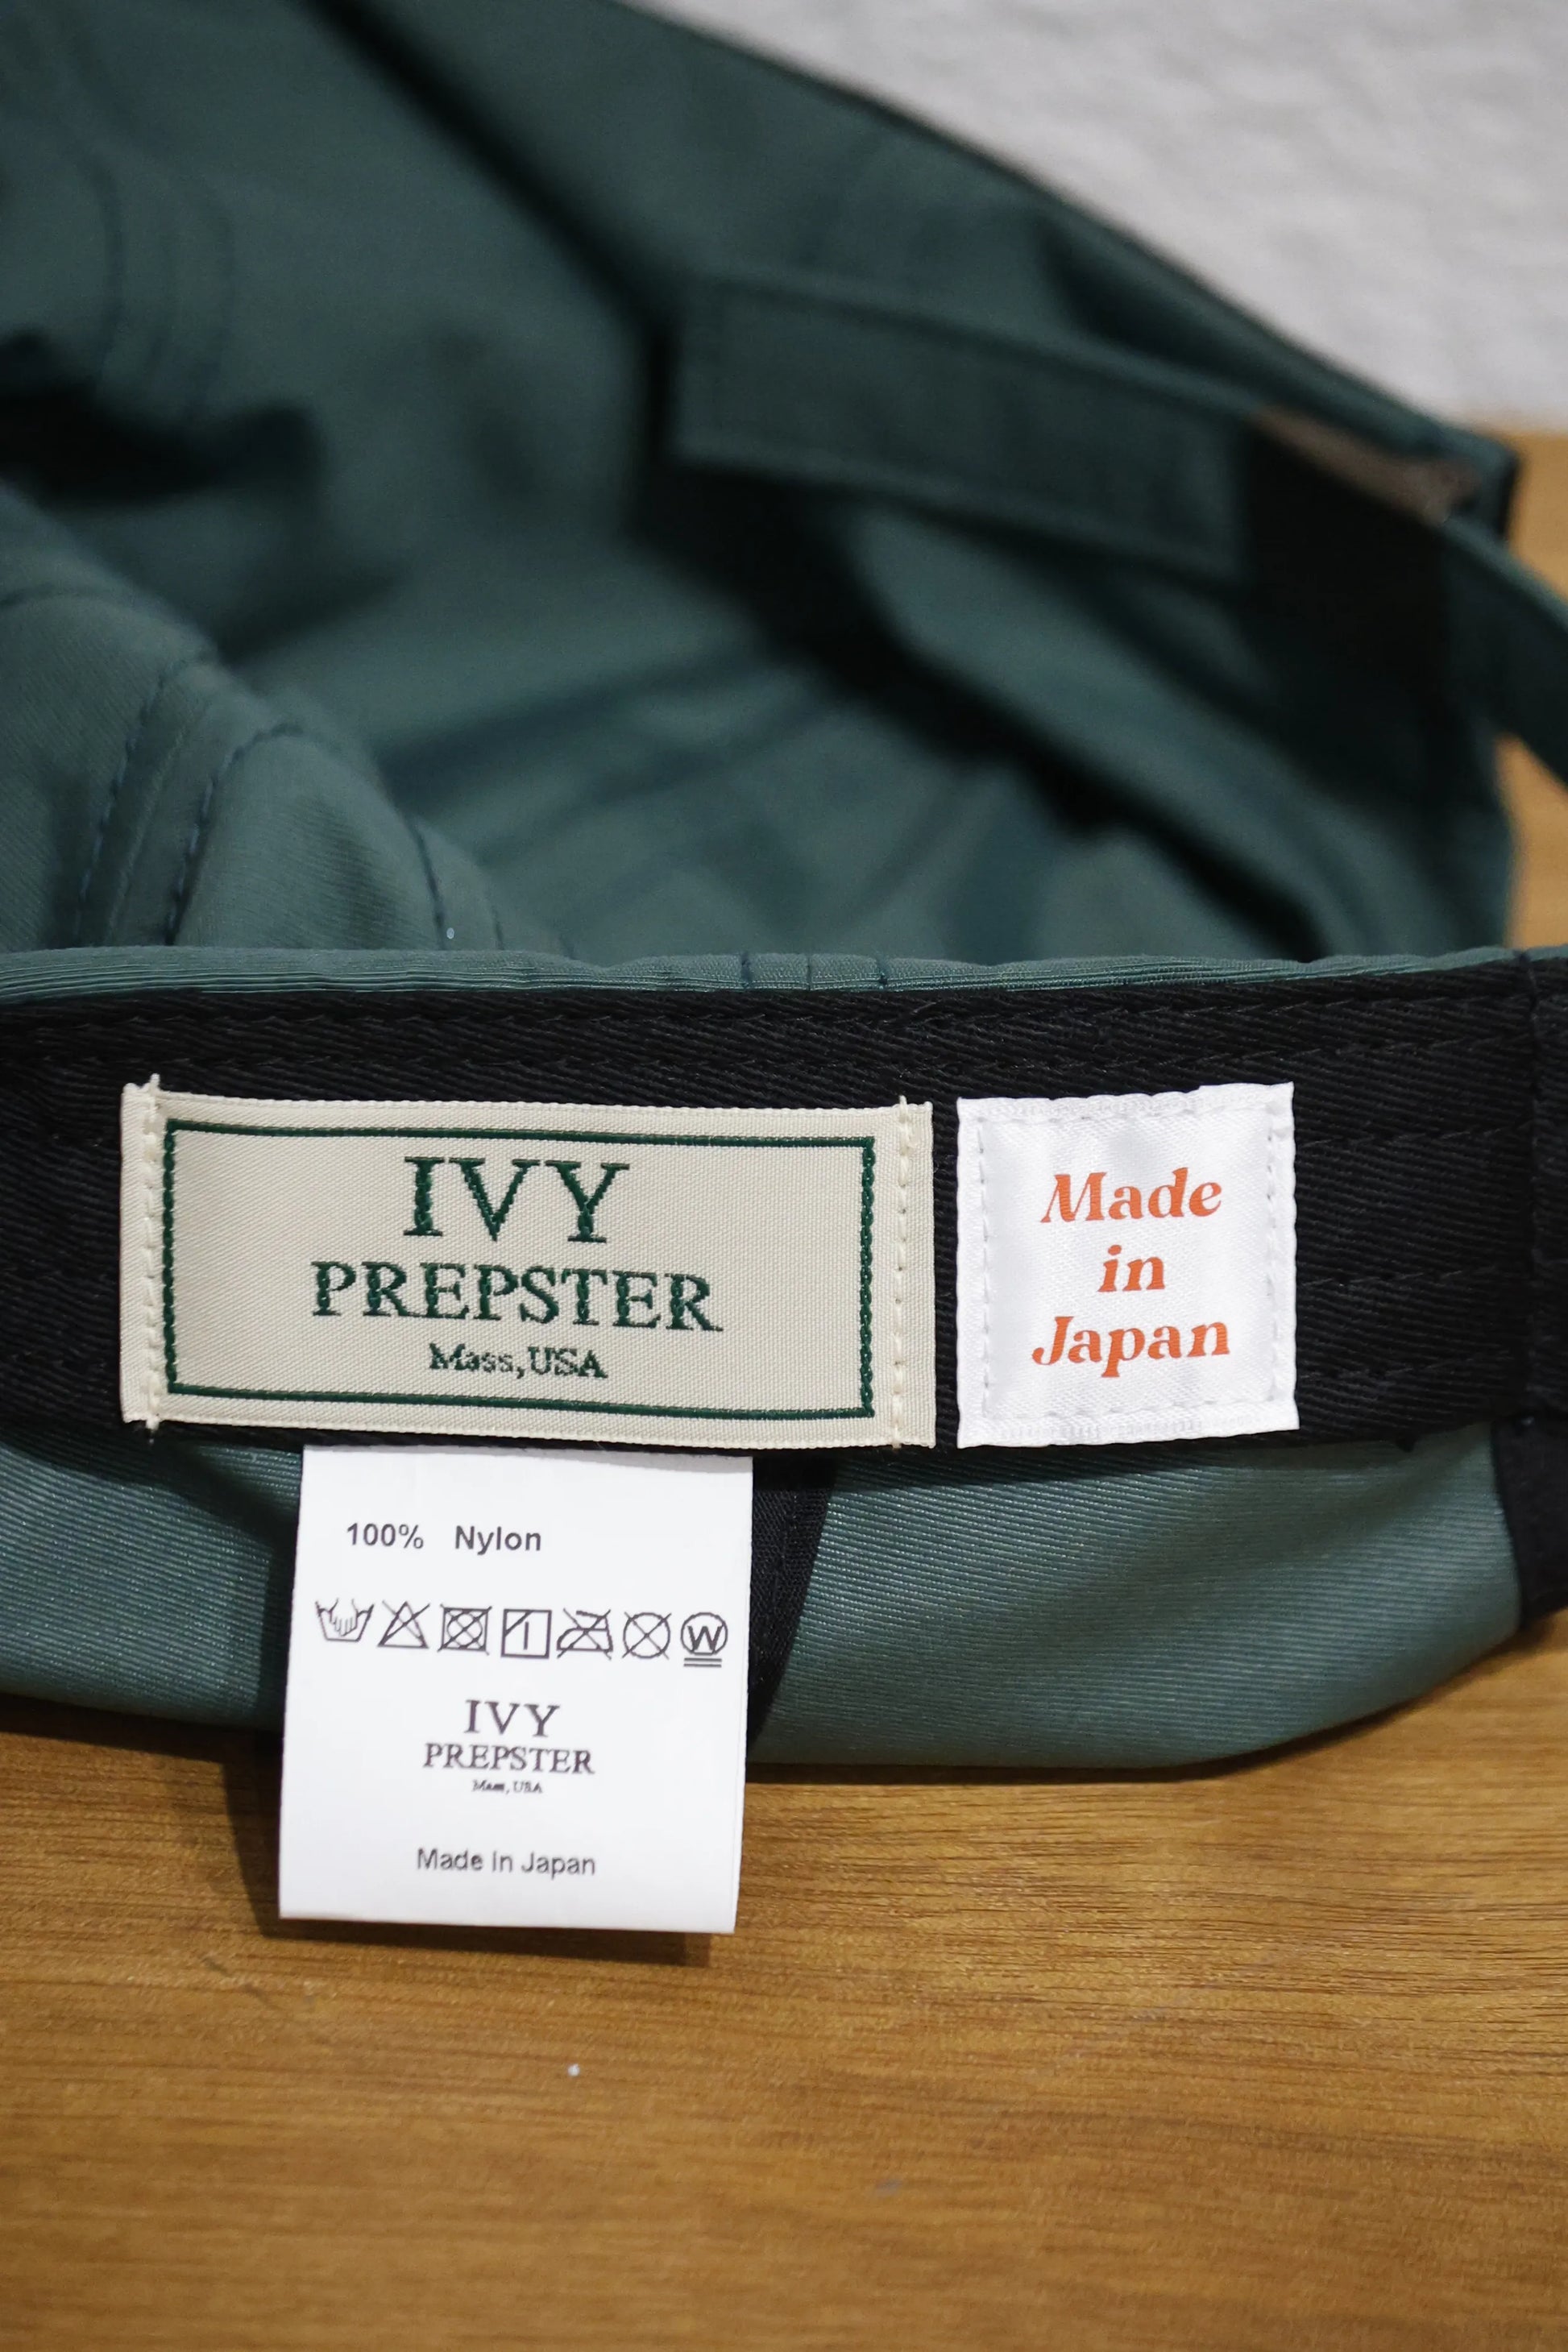 IVY
PREPSTER
Mass,USA
Made
in
Japan
100% Nylon
W
IVY
PREPSTER
Mass, USA
Made in Japan